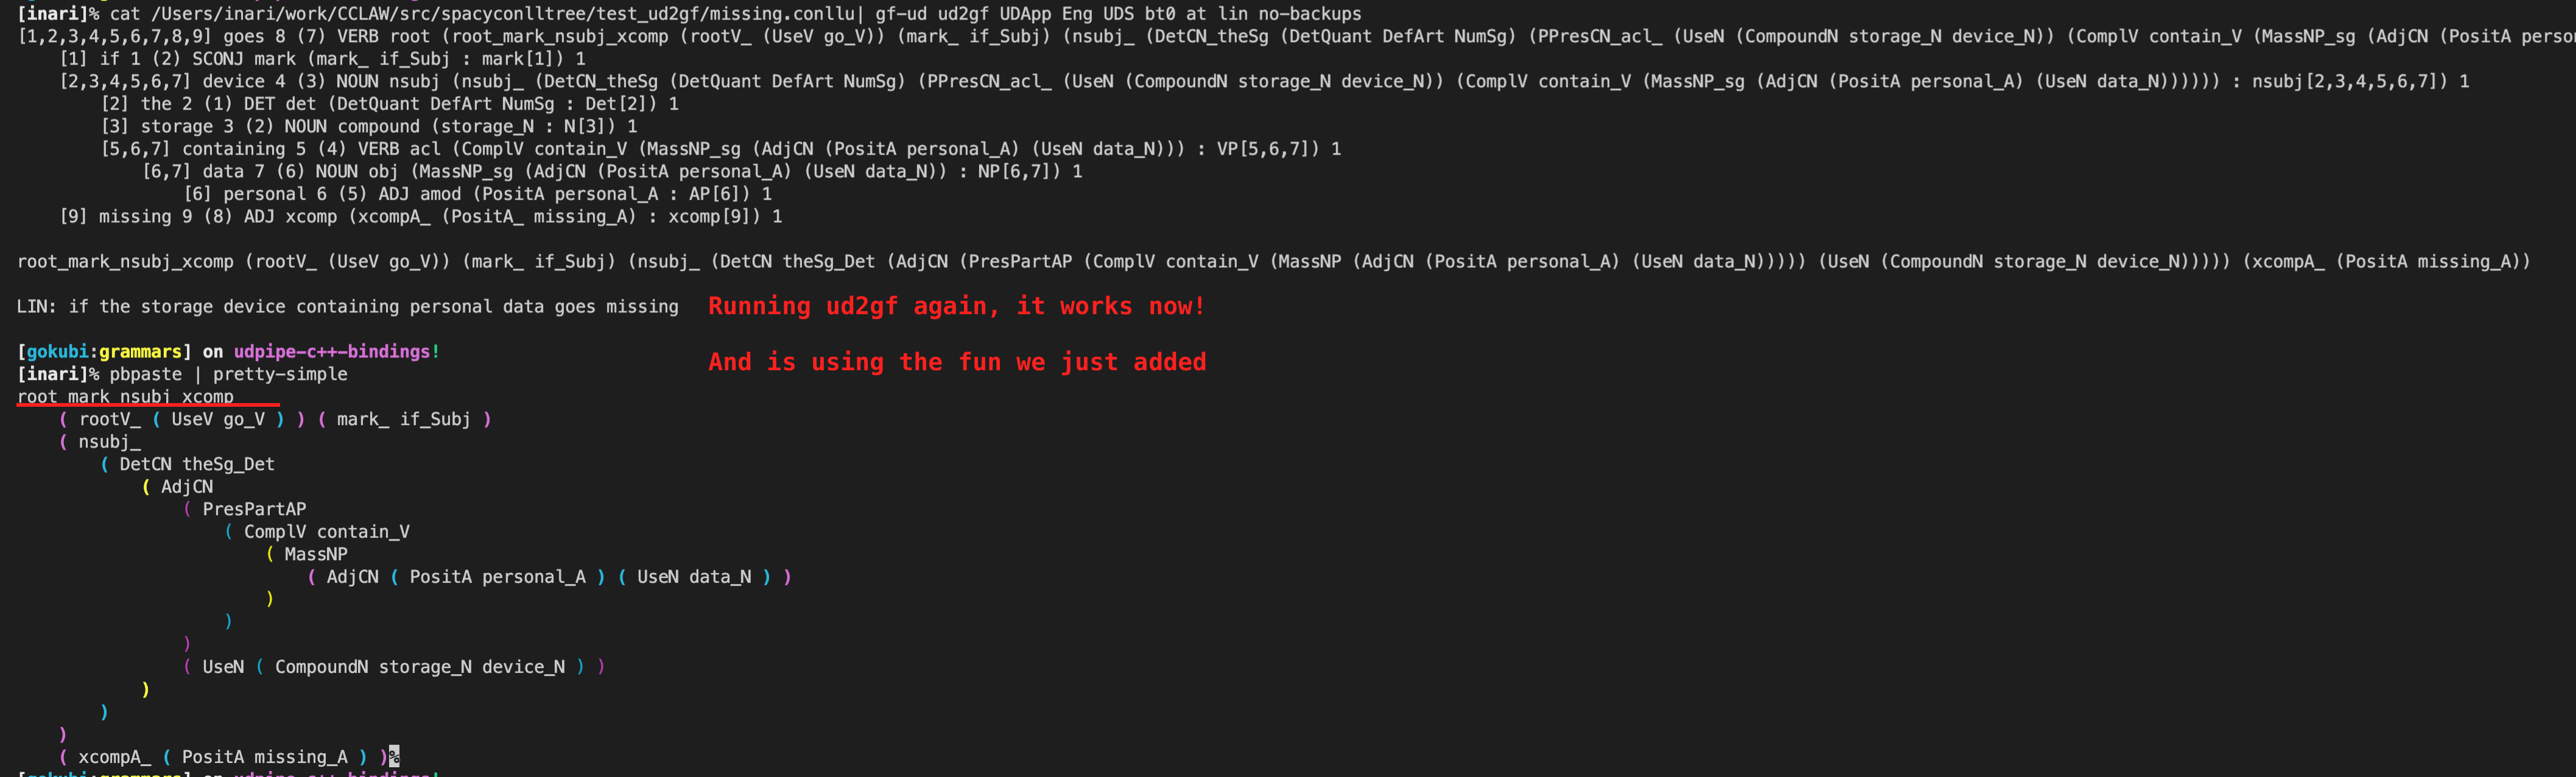 [inari]% cat /Users/inari/work/CCLAW/src/spacyconlltree/test_ud2gf/missing.conllu| gf-ud ud2gf UDApp Eng UDS bt0 at lin no-backups
[1,2,3,4,5,6,7,8,9] goes 8 (7) VERB root (root_mark_nsubj_xcomp (rootV_ (UseV go_V)) (mark_ if_Subj) (nsubj_ (DetCN_theSg (DetQuant DefArt NumSg) (PPresCN_acl_ (UseN (CompoundN storage_N device_N)) (ComplV contain_V (MassNP_sg (AdjCN (PositA perso
[1] if 1 (2) SCONJ mark (mark_ if_Subj : mark[1]) 1
[2,3,4,5,6,7] device 4 (3) NOUN nsubj (nsubj_ (DetCN_theSg (DetQuant DefArt NumSg) (PPresCN_acl_ (UseN (CompoundN storage_N device_N)) (ComplV contain_V (MassNP_sg (AdjCN (PositA personal_A) (UseN data_N)))))) : nsubj[2,3,4,5,6,7]) 1
[2] the 2 (1) DET det (DetQuant DefArt NumSg : Det[2]) 1
[3] storage 3 (2) NOUN compound (storage_N : N[3]) 1
[5,6,7] containing 5 (4) VERB acl (ComplV contain_V (MassNP_sg (AdjCN (PositA personal_A) (UseN data_N))) : VP[5,6,7]) 1
[6,7] data 7 (6) NOUN obj (MassNP_sg (AdjCN (PositA personal_A) (UseN data_N)) : NP[6,7]) 1
[6] personal 6 (5) ADJ amod (PositA personal_A : AP[6]) 1
[9] missing 9 (8) ADJ xcomp (xcompA_ (PositA_ missing_A) : xcomp[9]) 1
root_mark_nsubj_xcomp (rootV_ (UseV go_V)) (mark_ if_Subj) (nsubj_ (DetCN theSg_Det (AdjCN (PresPartAP (ComplV contain_V (MassNP (AdjCN (PositA personal_A) (UseN data_N))))) (UseN (CompoundN storage_N device_N))))) (xcompA_ (PositA missing_A))
LIN: if the storage device containing personal data goes missing
Running ud2gf again, it works now!
[gokubi:grammars] on udpipe-c++-bindings!
And is using the fun we just added
[inari]% pbpaste | pretty-simple
root_mark_nsubj_xcomp
( rootV_ ( UseV go_V ) ) ( mark_ if_Subj )
( nsubj_
( DetCN theSg_Det
( AdjCN
( PresPartAP
( ComplV contain_V
( MassNP
( AdjCN ( PositA personal_A ) ( UseN data_N ) )
)
)
)
( UseN ( CompoundN storage_N device_N ) )
)
)
)
( xcompA_ ( PositA missing_A ) )%
[gokubi:grammars] on udpipe-c++-bindings!